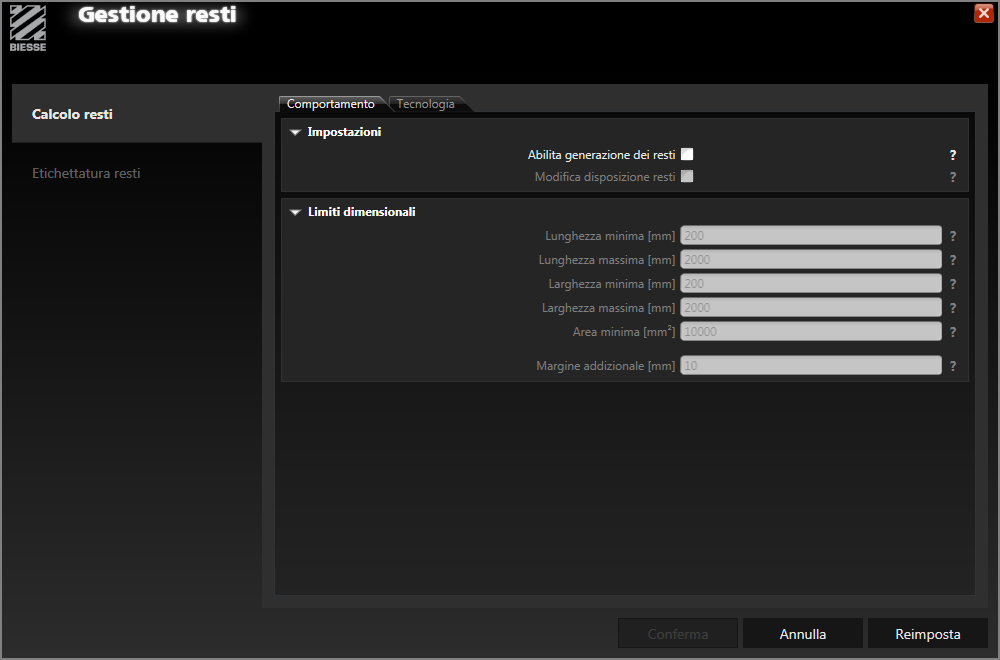 Gestione resti
BIESSE
Calcolo resti
Etichettatura resti
Comportamento Tecnologia
Impostazioni
Abilita generazione dei resti ?
Modifica disposizione resti ?
Limiti dimensionali
Lunghezza minima [mm] 200 ?
Lunghezza massima [mm] 2000 ?
Larghezza minima [mm] 200 ?
Larghezza massima [mm] 2000 ?
Area minima [mm²] 10000 ?
Margine addizionale [mm] 10 ?
Conferma Annulla Reimposta